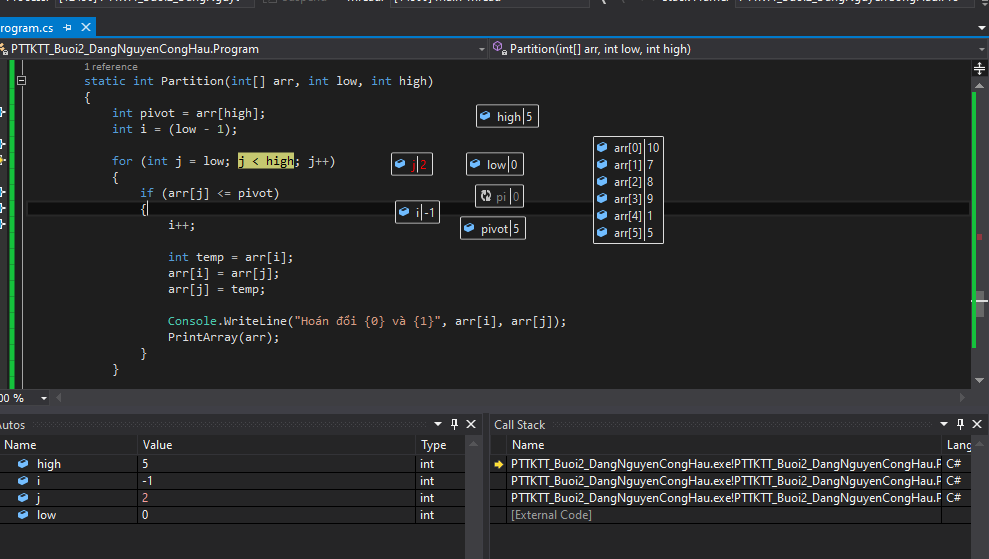 rogram.cs
PTTKTT_Buoi2_DangNguyenCongHau.Program
Partition(int[] arr, int low, int high)
1 reference
static int Partition(int[] arr, int low, int high)
{
int pivot = arr[high];
int i = (low - 1);
for (int j = low; j < high; j++)
{
if (arr[j] <= pivot)
{
i++;
int temp = arr[i];
arr[i] = arr[j];
arr[j] = temp;
Console.WriteLine("Hoán đổi {0} và {1}", arr[i], arr[j]);
PrintArray(arr);
}
}
high 5
j 2
low 0
pi 0
i -1
pivot 5
arr[0] 10
arr[1] 7
arr[2] 8
arr[3] 9
arr[4] 1
arr[5] 5
00 %
Autos
Name Value Type
high 5 int
i -1 int
j 2 int
low 0 int
Call Stack
Name Lang
PTTKTT_Buoi2_DangNguyenCongHau.exe!PTTKTT_Buoi2_DangNguyenCongHau.P C#
PTTKTT_Buoi2_DangNguyenCongHau.exe!PTTKTT_Buoi2_DangNguyenCongHau.P C#
PTTKTT_Buoi2_DangNguyenCongHau.exe!PTTKTT_Buoi2_DangNguyenCongHau.P C#
[External Code]